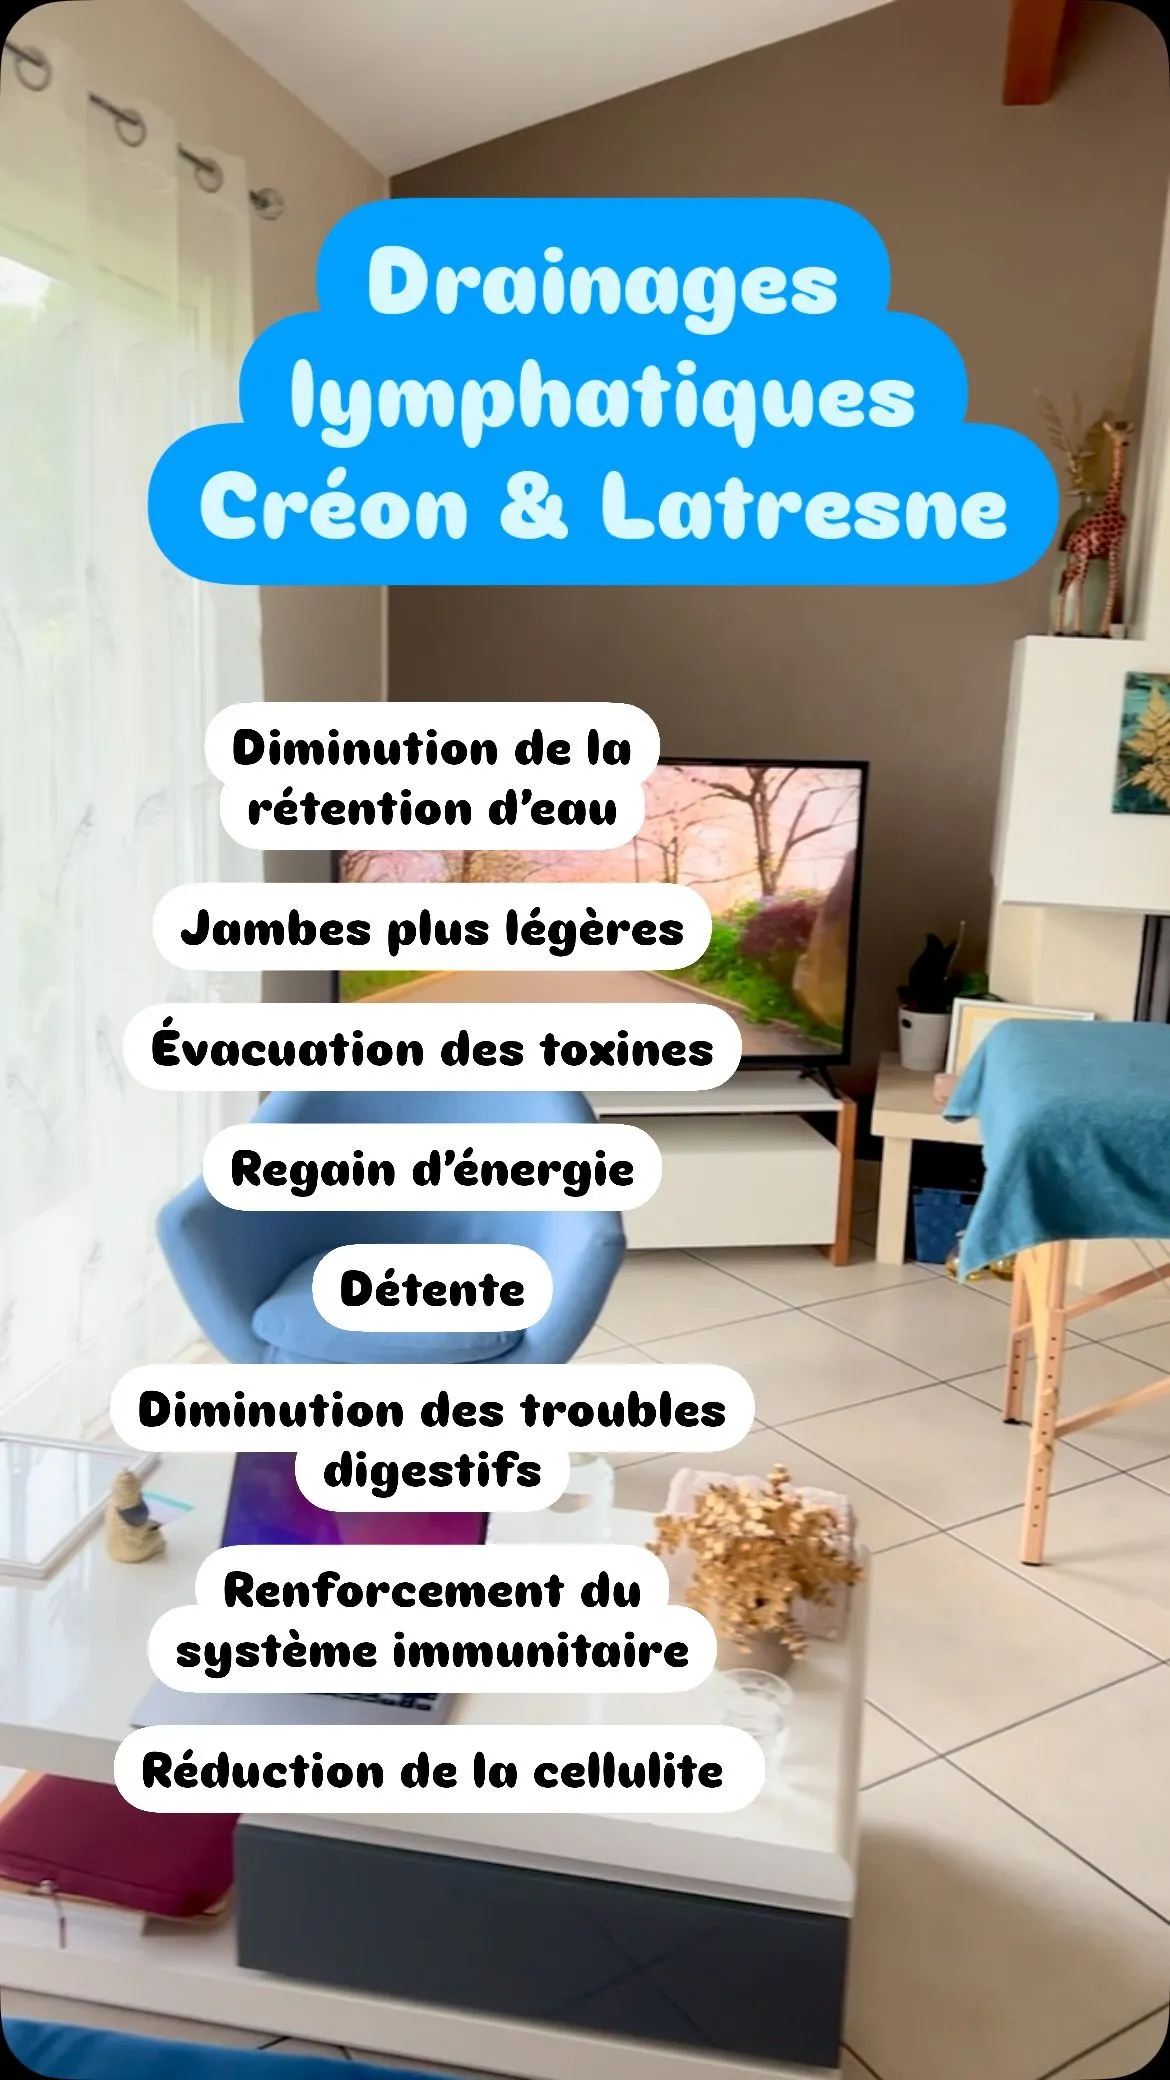 Drainages
lymphatiques
Créon & Latresne
Diminution de la
rétention d'eau
Jambes plus légères
Évacuation des toxines
Regain d'énergie
Détente
Diminution des troubles
digestifs
Renforcement du
système immunitaire
Réduction de la cellulite